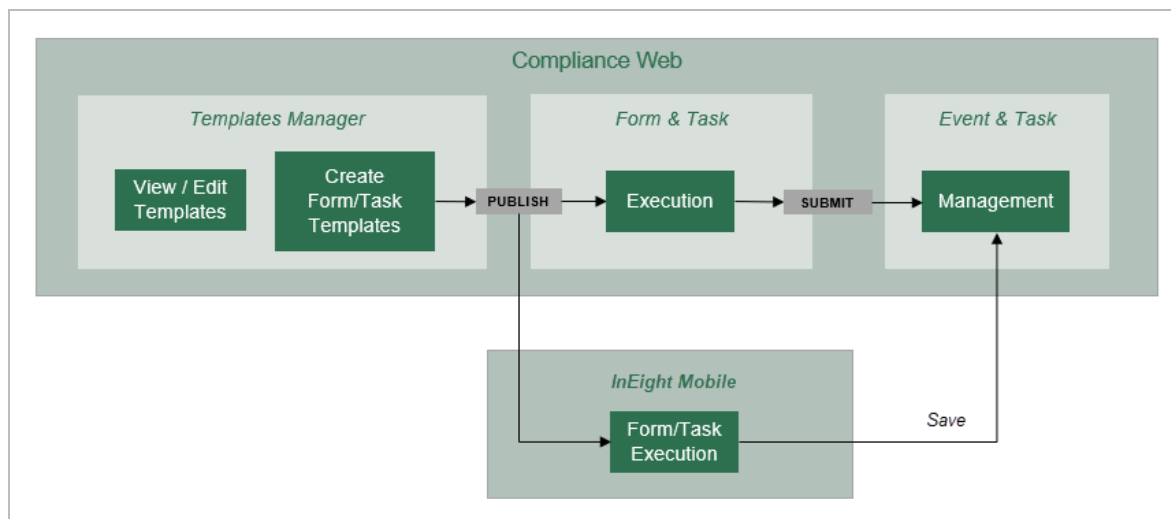 Compliance Web
Templates Manager
Form & Task
Event & Task
View / Edit
Templates
Create
Form/Task
Templates
PUBLISH
Execution
SUBMIT
Management
InEight Mobile
Form/Task
Execution
Save